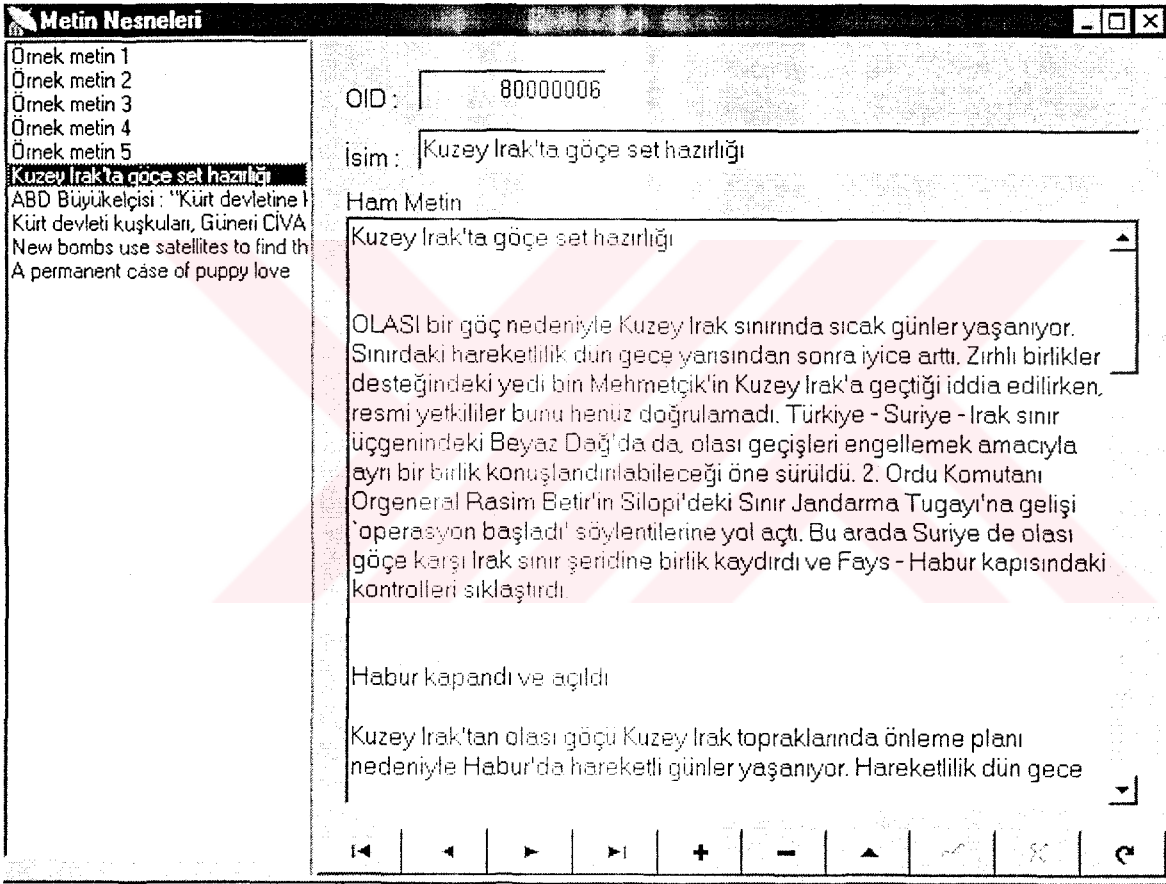 Metin Nesneleri
Örnek metin 1
Örnek metin 2
Örnek metin 3
Örnek metin 4
Örnek metin 5
Kuzey Irak'ta göçe set hazırlığı
ABD Büyükelçisi : "Kürt devletine
Kürt devleti kuşkuları, Güneri CİVA
New bombs use satellites to find th
A permanent case of puppy love
OID : 80000006
İsim : Kuzey Irak'ta göçe set hazırlığı
Ham Metin
Kuzey Irak'ta göçe set hazırlığı
OLASI bir göç nedeniyle Kuzey Irak sınırında sıcak günler yaşanıyor.
Sınırdaki hareketlilik dün gece yarısından sonra iyice arttı. Zırhlı birlikler
desteğindeki yedi bin Mehmetçik'in Kuzey Irak'a geçtiği iddia edilirken,
resmi yetkililer bunu henüz doğrulamadı. Türkiye - Suriye - Irak sınır
üçgenindeki Beyaz Dağ'da da, olası geçişleri engellemek amacıyla
ayrı bir birlik konuşlandırılabileceği öne sürüldü. 2. Ordu Komutanı
Orgeneral Rasim Betir'in Silopi'deki Sınır Jandarma Tugayı'na gelişi
`operasyon başladı' söylentilerine yol açtı. Bu arada Suriye de olası
göçe karşı Irak sınır şeridine birlik kaydırdı ve Fays - Habur kapısındaki
kontrolleri sıklaştırdı.
Habur kapandı ve açıldı
Kuzey Irak'tan olası göçü Kuzey Irak topraklarında önleme planı
nedeniyle Habur'da hareketli günler yaşanıyor. Hareketlilik dün gece